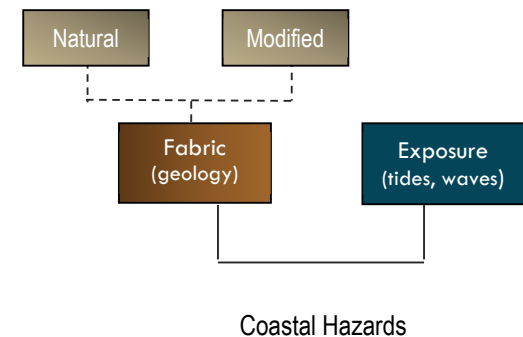 Natural
Modified
Fabric
(geology)
Exposure
(tides, waves)
Coastal Hazards